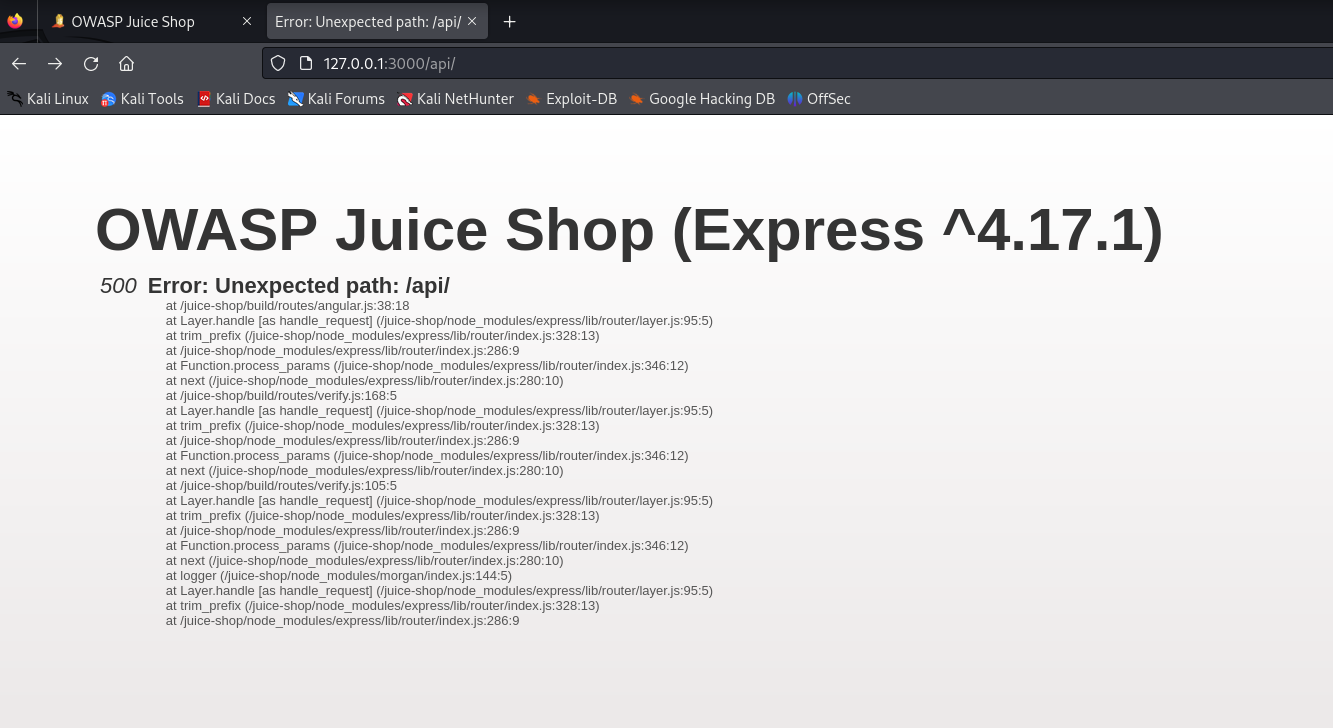 OWASP Juice Shop
Error: Unexpected path: /api/
127.0.0.1:3000/api/
Kali Linux Kali Tools Kali Docs Kali Forums Kali NetHunter Exploit-DB Google Hacking DB OffSec
OWASP Juice Shop (Express ^4.17.1)
500 Error: Unexpected path: /api/
at /juice-shop/build/routes/angular.js:38:18
at Layer.handle [as handle_request] (/juice-shop/node_modules/express/lib/router/layer.js:95:5)
at trim_prefix (/juice-shop/node_modules/express/lib/router/index.js:328:13)
at /juice-shop/node_modules/express/lib/router/index.js:286:9
at Function.process_params (/juice-shop/node_modules/express/lib/router/index.js:346:12)
at next (/juice-shop/node_modules/express/lib/router/index.js:280:10)
at /juice-shop/build/routes/verify.js:168:5
at Layer.handle [as handle_request] (/juice-shop/node_modules/express/lib/router/layer.js:95:5)
at trim_prefix (/juice-shop/node_modules/express/lib/router/index.js:328:13)
at /juice-shop/node_modules/express/lib/router/index.js:286:9
at Function.process_params (/juice-shop/node_modules/express/lib/router/index.js:346:12)
at next (/juice-shop/node_modules/express/lib/router/index.js:280:10)
at /juice-shop/build/routes/verify.js:105:5
at Layer.handle [as handle_request] (/juice-shop/node_modules/express/lib/router/layer.js:95:5)
at trim_prefix (/juice-shop/node_modules/express/lib/router/index.js:328:13)
at /juice-shop/node_modules/express/lib/router/index.js:286:9
at Function.process_params (/juice-shop/node_modules/express/lib/router/index.js:346:12)
at next (/juice-shop/node_modules/express/lib/router/index.js:280:10)
at logger (/juice-shop/node_modules/morgan/index.js:144:5)
at Layer.handle [as handle_request] (/juice-shop/node_modules/express/lib/router/layer.js:95:5)
at trim_prefix (/juice-shop/node_modules/express/lib/router/index.js:328:13)
at /juice-shop/node_modules/express/lib/router/index.js:286:9